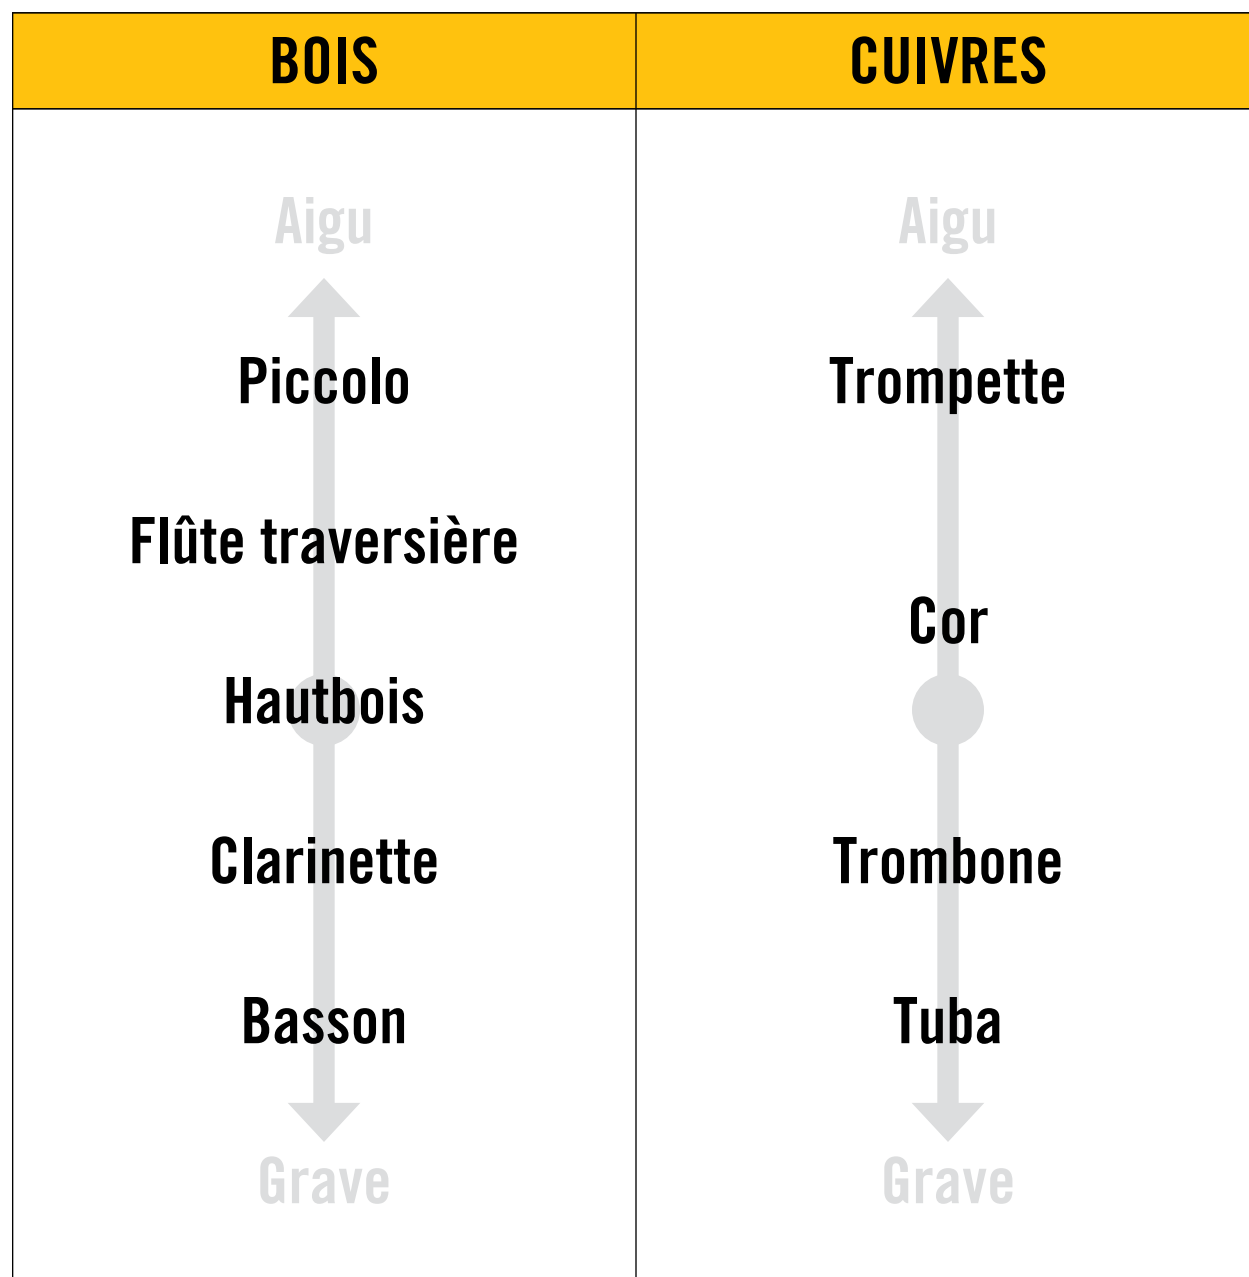 BOIS
Aigu
Piccolo
Flûte traversière
Hautbois
Clarinette
Basson
Grave
CUIVRES
Aigu
Trompette
Cor
Trombone
Tuba
Grave